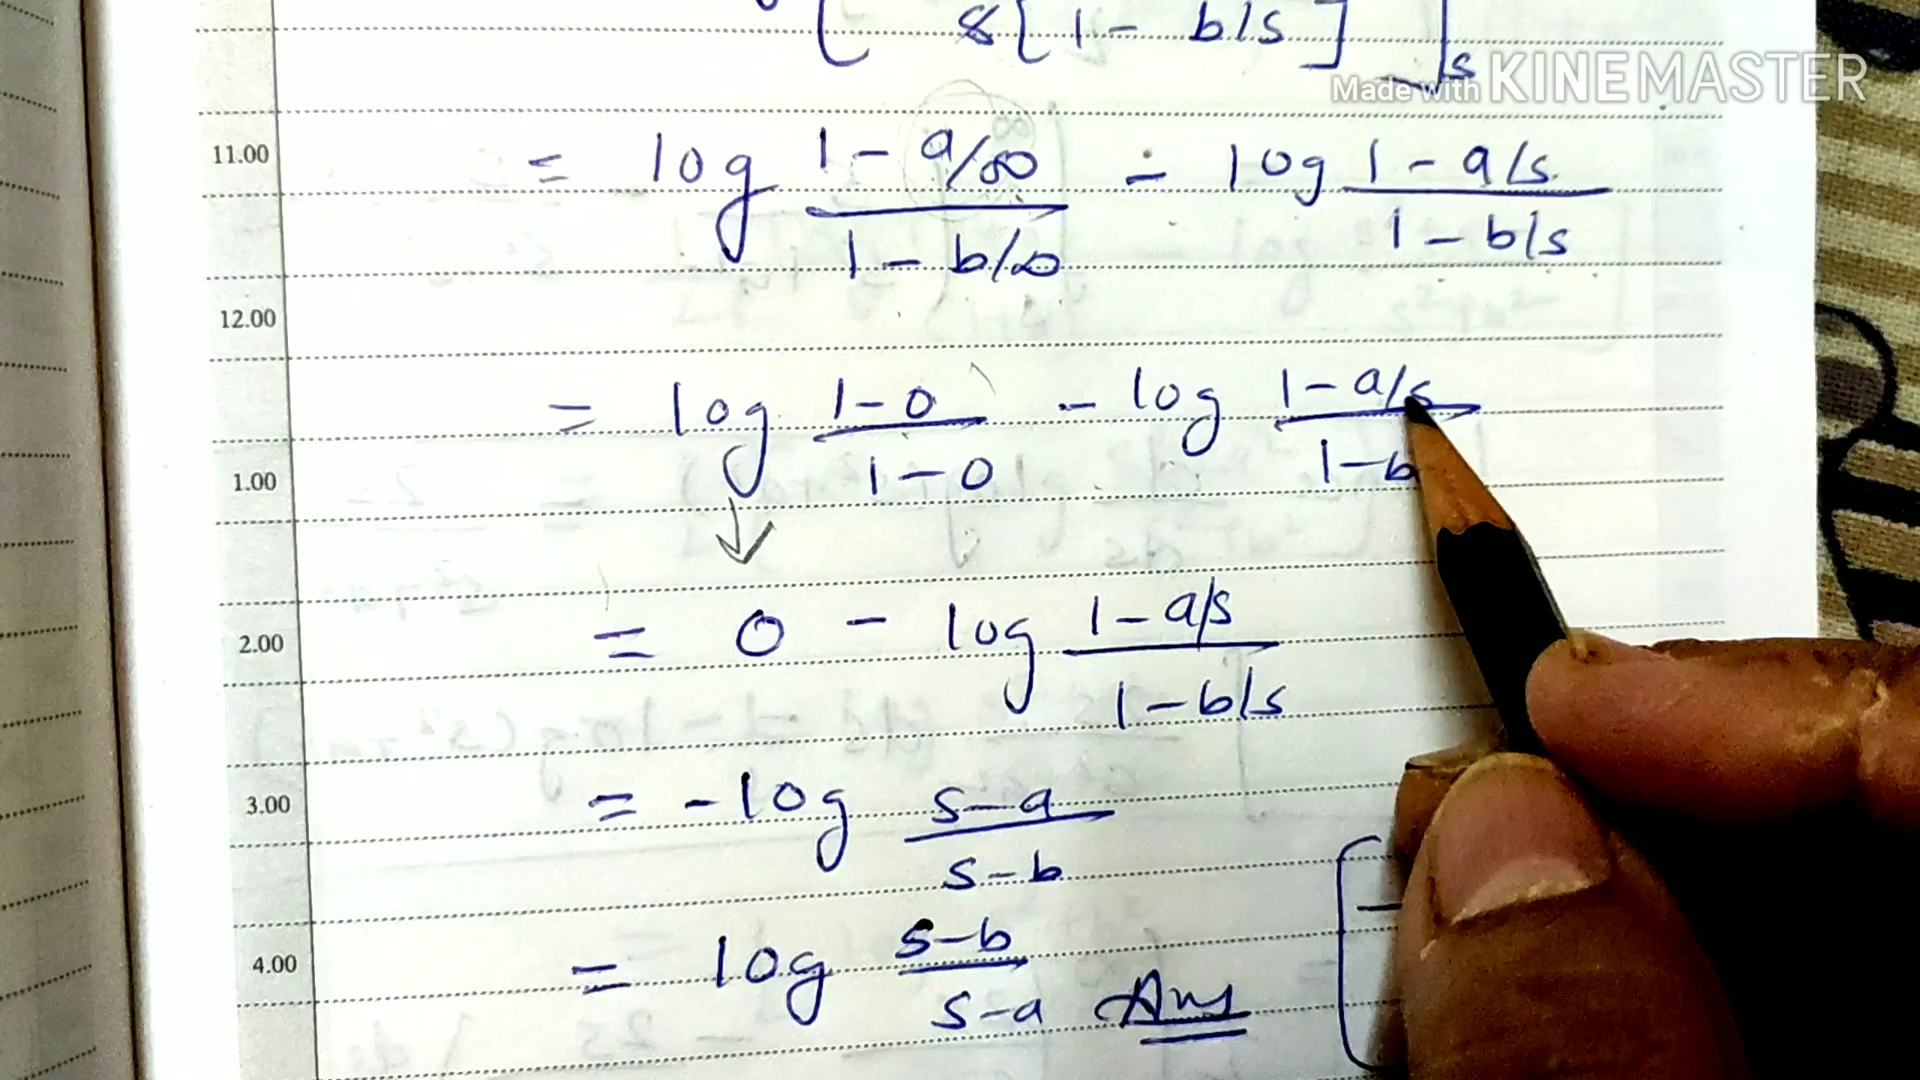 s[1 - b/s] s
Made with KINEMASTER
11.00 = log 1 - a/∞ - log 1 - a/s
1 - b/∞ 1 - b/s
12.00
= log 1-0 - log 1-a/s
1-0 1-b
1.00
2.00 = 0 - log 1-a/s
1-b/s
3.00 = -log s-a
s-b
4.00 = log s-b
s-a Ans